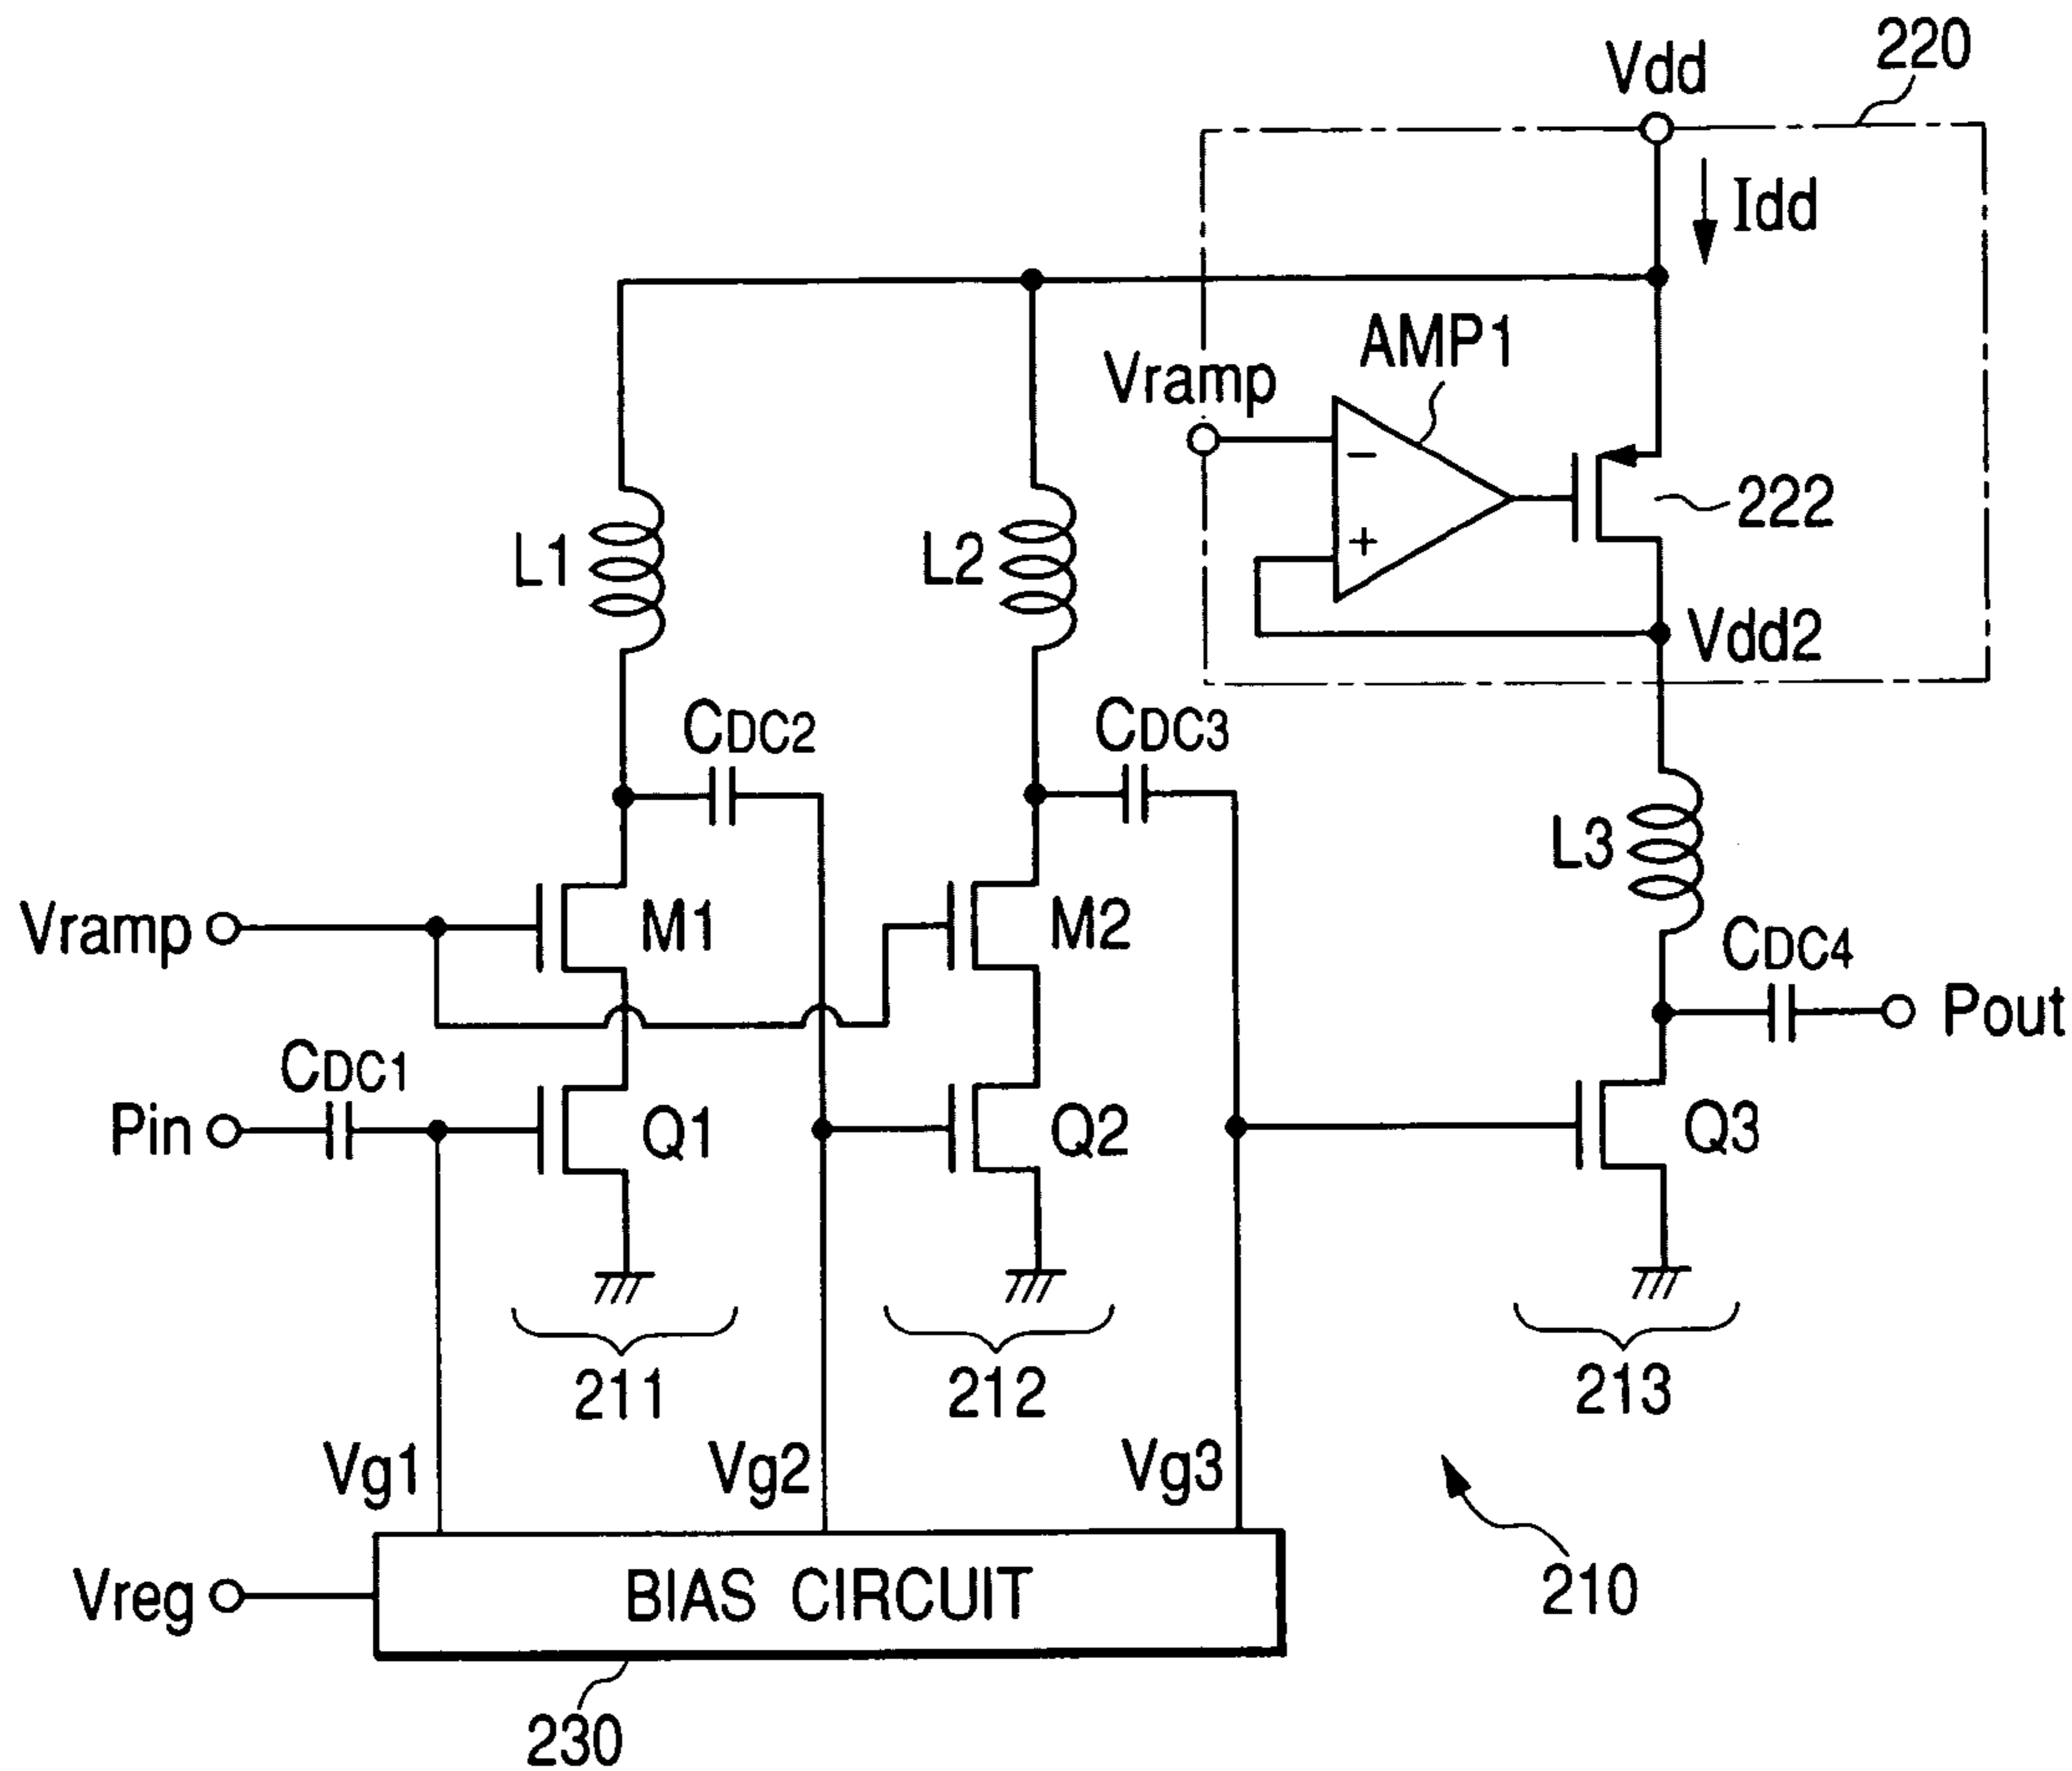 220
Vdd
Idd
AMP1
Vramp
−
+
222
L1
L2
Vdd2
CDC2
CDC3
L3
Vramp
M1
M2
CDC4
Pout
CDC1
Pin
Q1
Q2
Q3
211
212
213
Vg1
Vg2
Vg3
Vreg
BIAS CIRCUIT
210
230